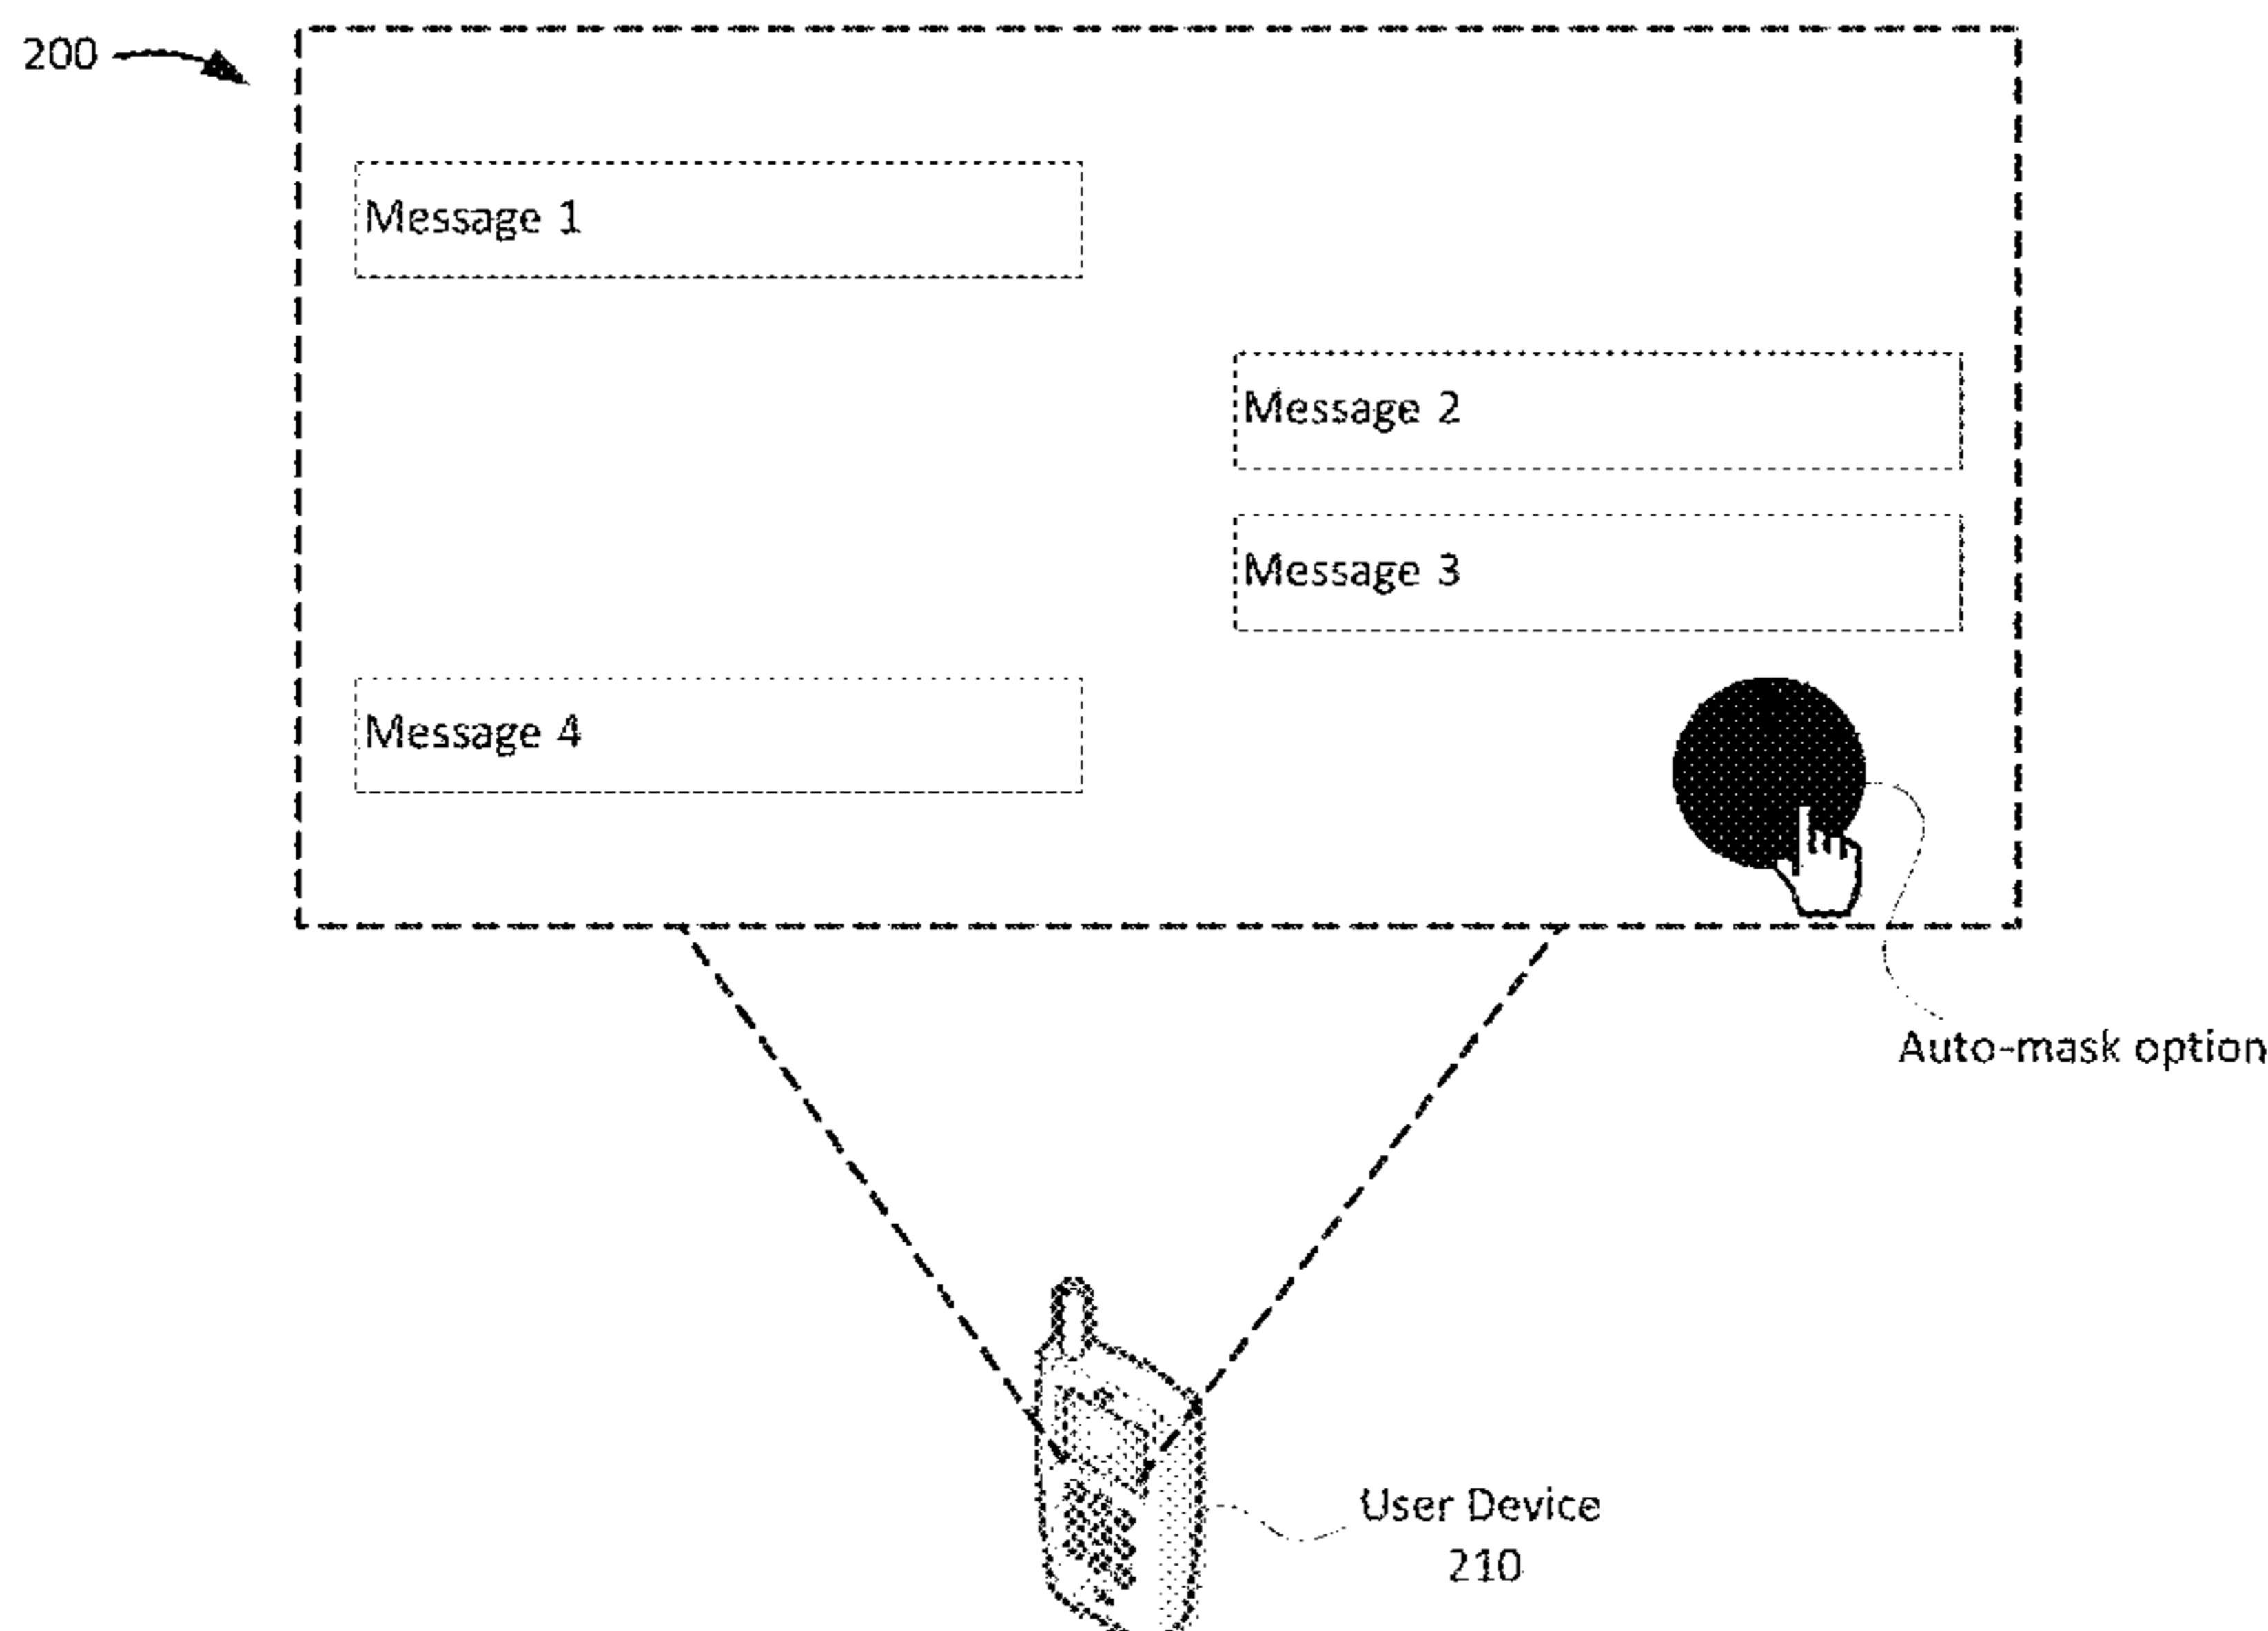 200
Message 1
Message 2
Message 3
Message 4
Auto-mask option
User Device
210